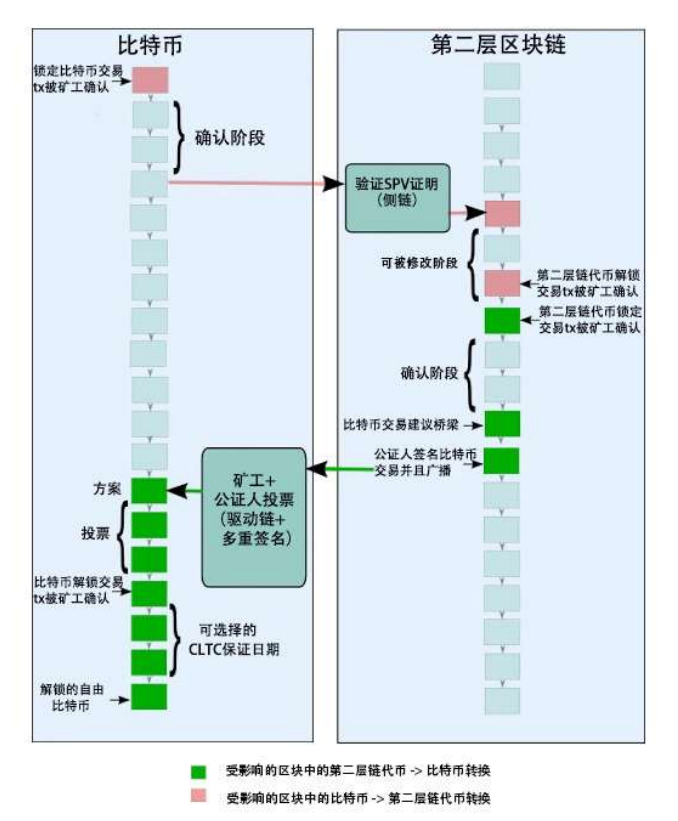 比特币
第二层区块链
锁定比特币交易
tx被矿工确认
确认阶段
验证SPV证明
(侧链)
可被修改阶段
第二层链代币解锁
交易tx被矿工确认
第二层链代币锁定
交易tx被矿工确认
确认阶段
比特币交易建议桥梁
公证人签名比特币
交易并且广播
矿工+
公证人投票
(驱动链+
多重签名)
方案
投票
比特币解锁交易
tx被矿工确认
可选择的
CLTC保证日期
解锁的自由
比特币
受影响的区块中的第二层链代币 -> 比特币转换
受影响的区块中的比特币 -> 第二层链代币转换